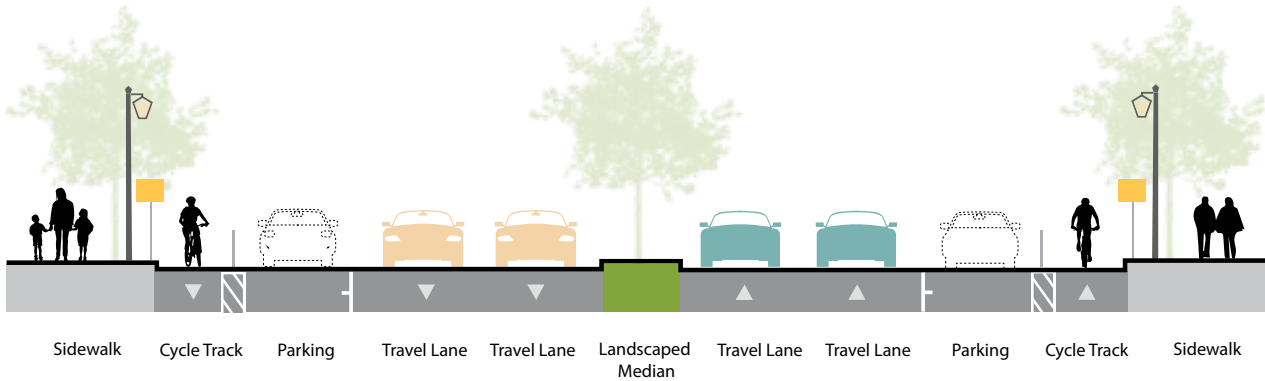 Sidewalk
Cycle Track
Parking
Travel Lane
Travel Lane
Landscaped
Median
Travel Lane
Travel Lane
Parking
Cycle Track
Sidewalk